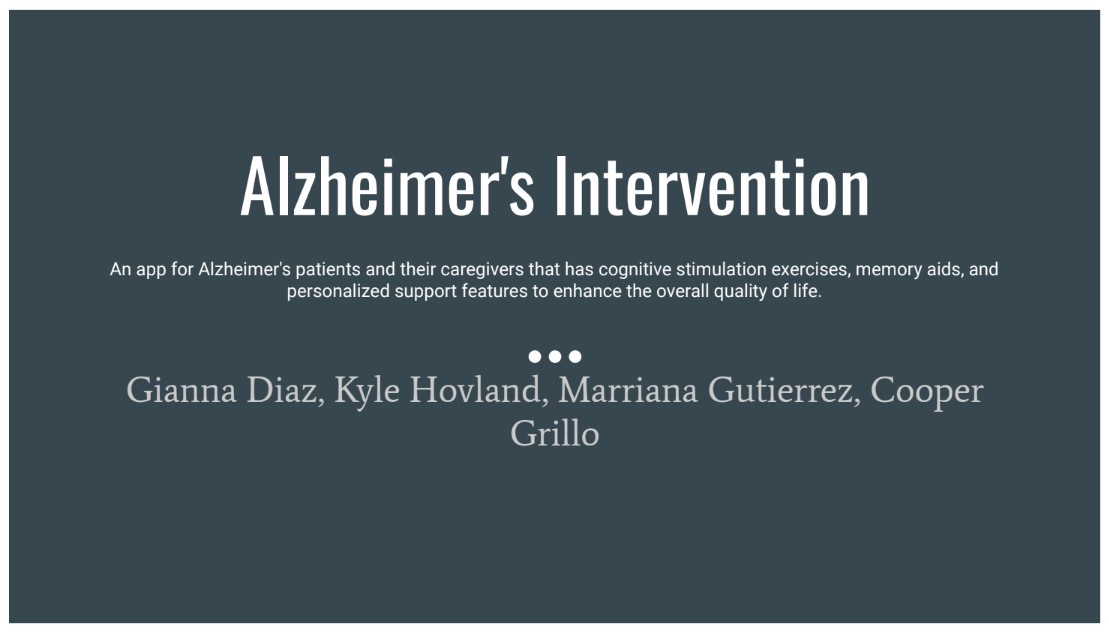 Alzheimer's Intervention
An app for Alzheimer's patients and their caregivers that has cognitive stimulation exercises, memory aids, and
personalized support features to enhance the overall quality of life.
Gianna Diaz, Kyle Hovland, Marriana Gutierrez, Cooper
Grillo